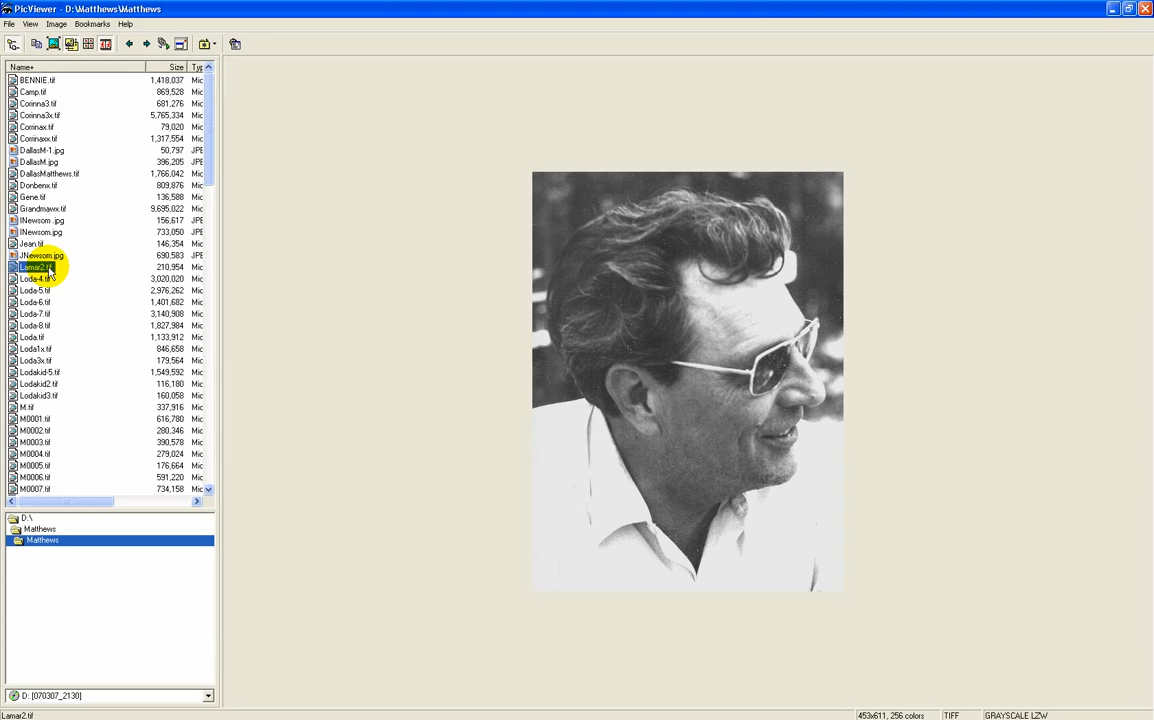 PicViewer - D:\Matthews\Matthews
File View Image Bookmarks Help
Name+ Size Typ
BENNIE.tif 1,418,037 Mic
Camp.tif 869,528 Mic
Corinna3.tif 681,276 Mic
Corinna3x.tif 5,765,334 Mic
Corrinax.tif 79,020 Mic
Corrinaxx.tif 1,317,554 Mic
DallasM-1.jpg 50,797 JPE
DallasM.jpg 396,205 JPE
DallasMatthews.tif 1,766,042 Mic
Donbenx.tif 809,876 Mic
Gene.tif 136,588 Mic
Grandmawx.tif 9,695,022 Mic
INewsom .jpg 156,617 JPE
INewsom.jpg 733,050 JPE
Jean.tif 146,354 Mic
JNewsom.jpg 690,583 JPE
Lamar2.tif 210,954 Mic
Loda-4.tif 3,020,020 Mic
Loda-5.tif 2,976,262 Mic
Loda-6.tif 1,401,682 Mic
Loda-7.tif 3,140,908 Mic
Loda-8.tif 1,827,984 Mic
Loda.tif 1,133,912 Mic
Loda1x.tif 846,658 Mic
Loda3x.tif 179,564 Mic
Lodakid-5.tif 1,549,592 Mic
Lodakid2.tif 116,180 Mic
Lodakid3.tif 160,058 Mic
M.tif 337,916 Mic
M0001.tif 616,780 Mic
M0002.tif 280,346 Mic
M0003.tif 390,578 Mic
M0004.tif 279,024 Mic
M0005.tif 176,664 Mic
M0006.tif 591,220 Mic
M0007.tif 734,158 Mic
D:\
Matthews
Matthews
D: [070307_2130]
Lamar2.tif 453x611, 256 colors TIFF GRAYSCALE LZW